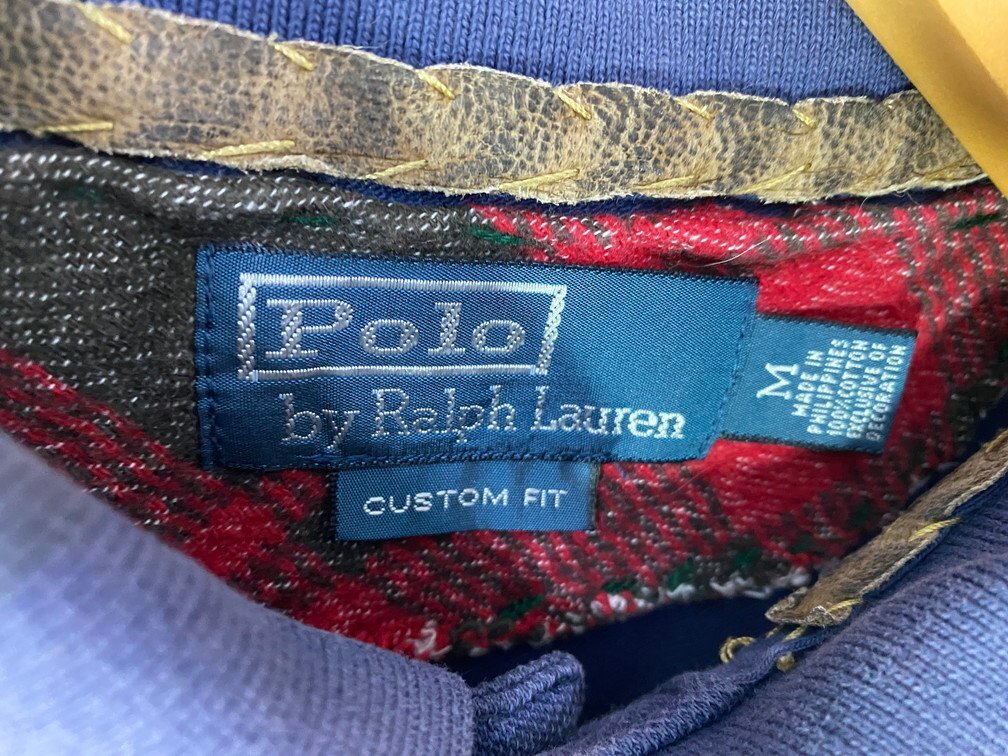 Polo
by Ralph Lauren
CUSTOM FIT
M
MADE IN
PHILIPPINES
100% COTTON
EXCLUSIVE OF
DECORATION